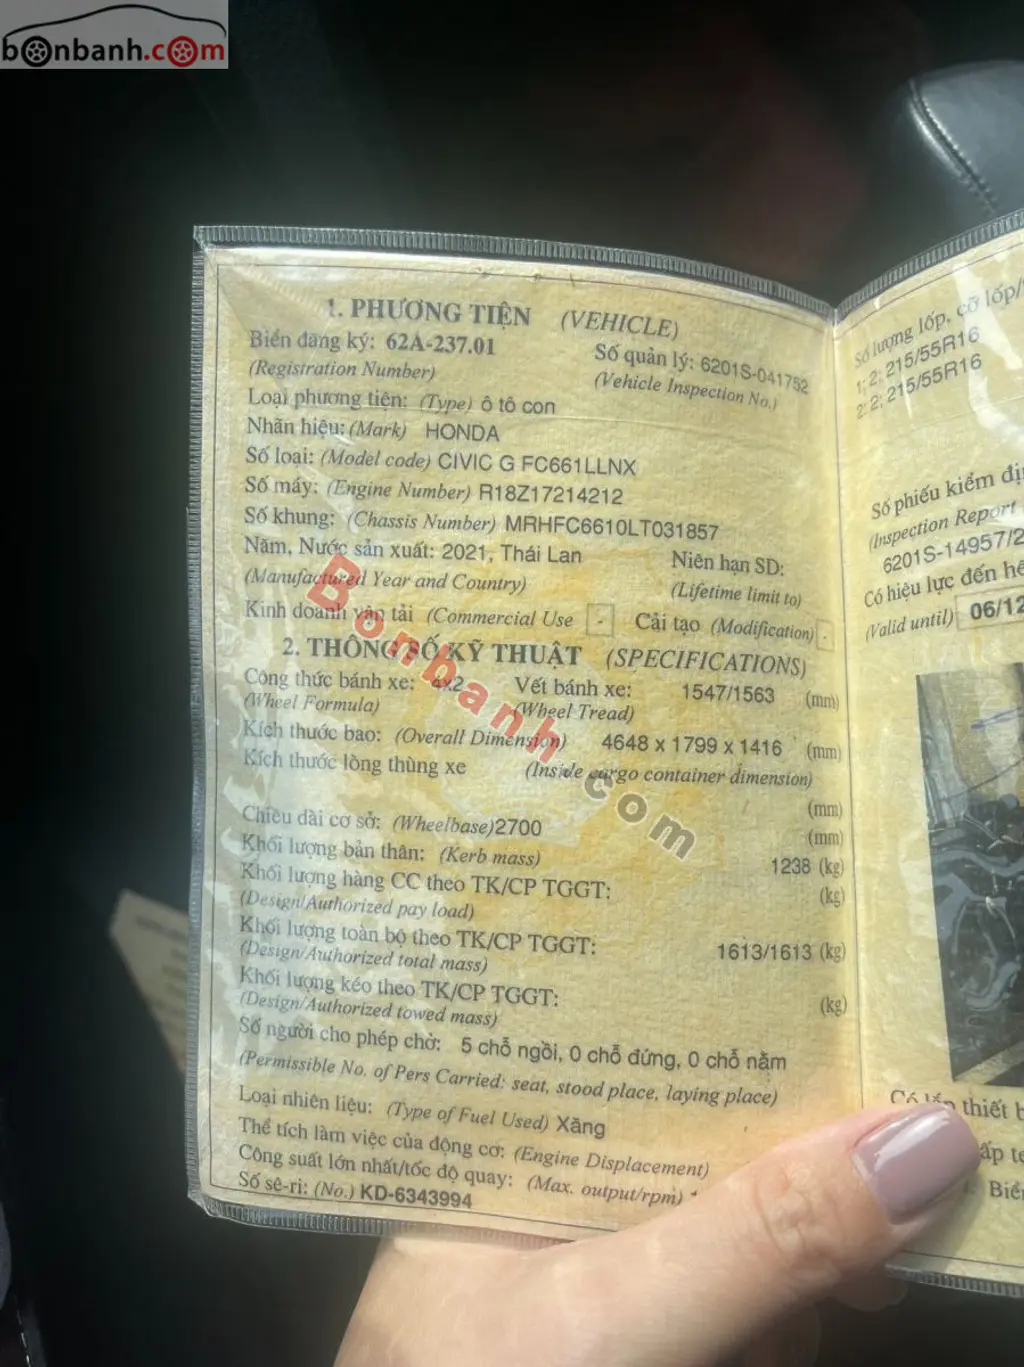 bonbanh.com
1. PHƯƠNG TIỆN (VEHICLE)
Biển đăng ký: 62A-237.01 Số quản lý: 6201S-041752
(Registration Number) (Vehicle Inspection No.)
Loại phương tiện: (Type) ô tô con
Nhãn hiệu: (Mark) HONDA
Số loại: (Model code) CIVIC G FC661LLNX
Số máy: (Engine Number) R18Z17214212
Số khung: (Chassis Number) MRHFC6610LT031857
Năm, Nước sản xuất: 2021, Thái Lan Niên hạn SD:
(Manufactured Year and Country) (Lifetime limit to)
Kinh doanh vận tải (Commercial Use - Cải tạo (Modification) -
2. THÔNG SỐ KỸ THUẬT (SPECIFICATIONS)
Công thức bánh xe: 4x2 Vết bánh xe: 1547/1563 (mm)
(Wheel Formula) (Wheel Tread)
Kích thước bao: (Overall Dimension) 4648 x 1799 x 1416 (mm)
Kích thước lòng thùng xe (Inside cargo container dimension)
(mm)
Chiều dài cơ sở: (Wheelbase) 2700 (mm)
Khối lượng bản thân: (Kerb mass) 1238 (kg)
Khối lượng hàng CC theo TK/CP TGGT: (kg)
(Design/Authorized pay load)
Khối lượng toàn bộ theo TK/CP TGGT: 1613/1613 (kg)
(Design/Authorized total mass)
Khối lượng kéo theo TK/CP TGGT: (kg)
(Design/Authorized towed mass)
Số người cho phép chở: 5 chỗ ngồi, 0 chỗ đứng, 0 chỗ nằm
(Permissible No. of Pers Carried: seat, stood place, laying place)
Loại nhiên liệu: (Type of Fuel Used) Xăng
Thể tích làm việc của động cơ: (Engine Displacement)
Công suất lớn nhất/tốc độ quay: (Max. output/rpm)
Số sê-ri: (No.) KD-6343994
Bonbanh.com
Số lượng lốp, cỡ lốp/
1; 2; 215/55R16
2; 2; 215/55R16
Số phiếu kiểm đị
(Inspection Report
6201S-14957/2
Có hiệu lực đến hế
(Valid until) 06/12
Có lắp thiết b
ấp te
Biể